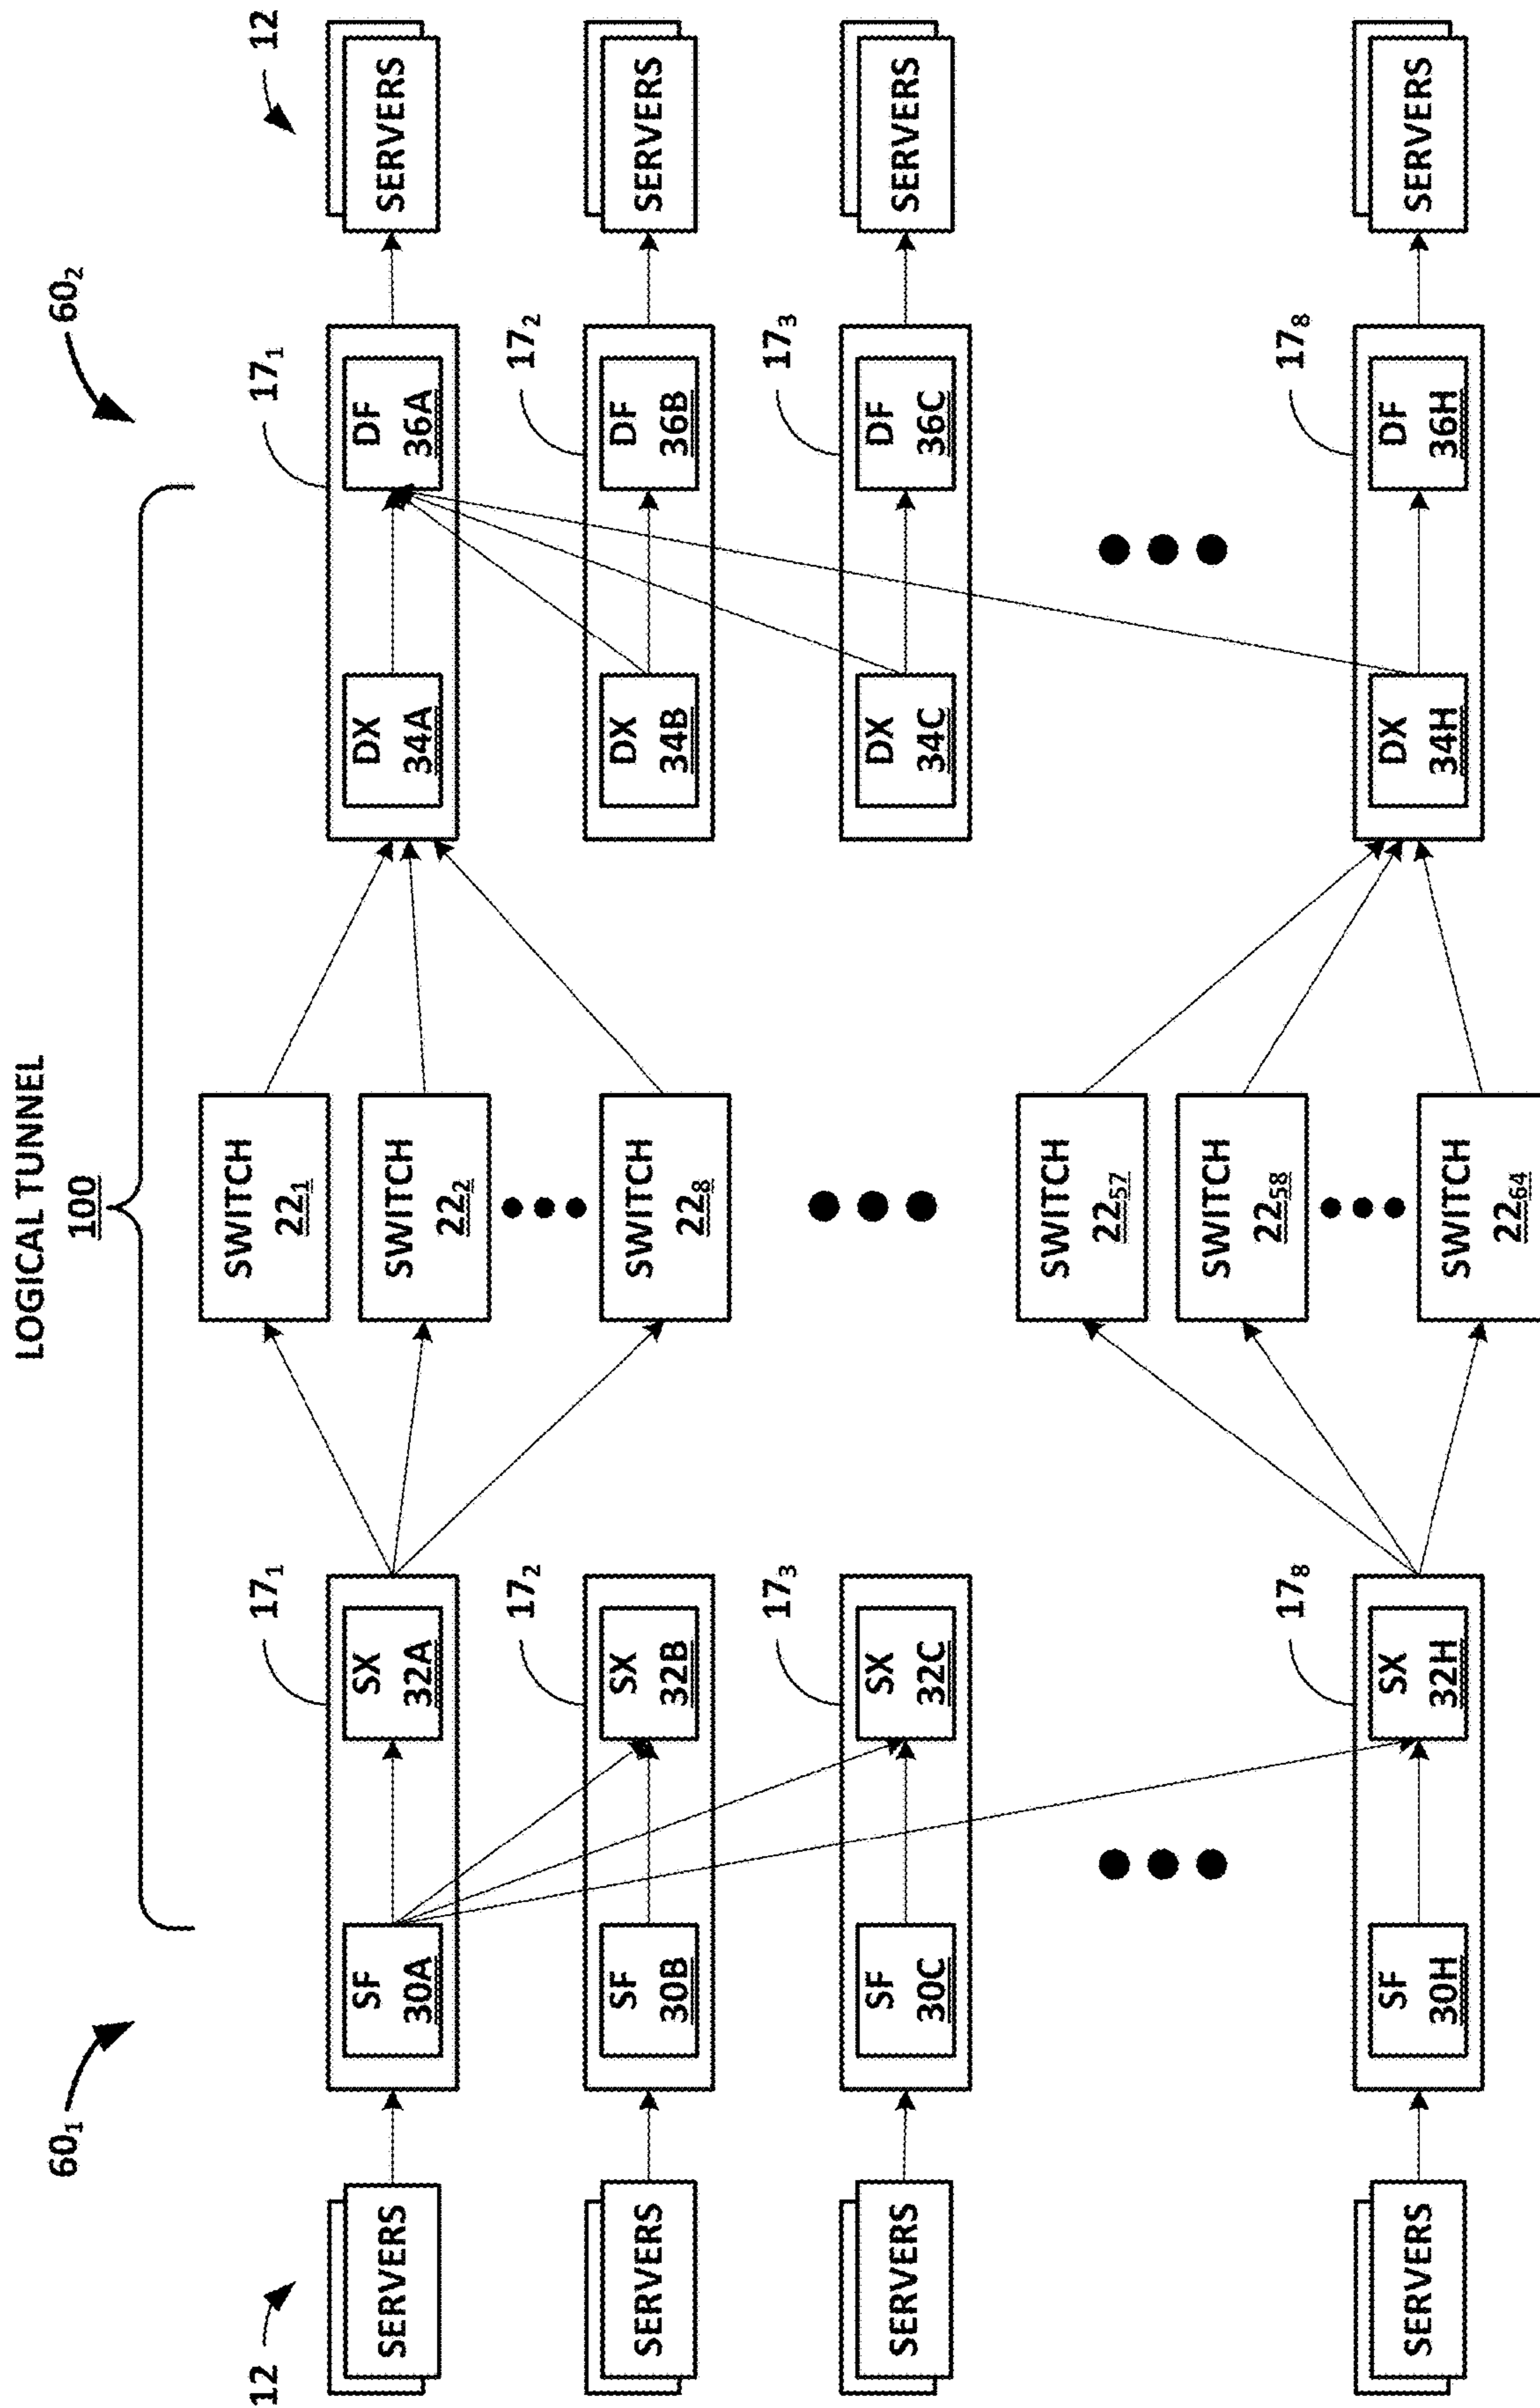 LOGICAL TUNNEL
100
60₁
60₂
12
12
SERVERS
17₁
SF
30A
SX
32A
SWITCH
22₁
SWITCH
22₂
SWITCH
22₈
17₁
DX
34A
DF
36A
SERVERS
SERVERS
17₂
SF
30B
SX
32B
17₂
DX
34B
DF
36B
SERVERS
SERVERS
17₃
SF
30C
SX
32C
17₃
DX
34C
DF
36C
SERVERS
SWITCH
22₅₇
SWITCH
22₅₈
SWITCH
22₆₄
SERVERS
17₈
SF
30H
SX
32H
17₈
DX
34H
DF
36H
SERVERS